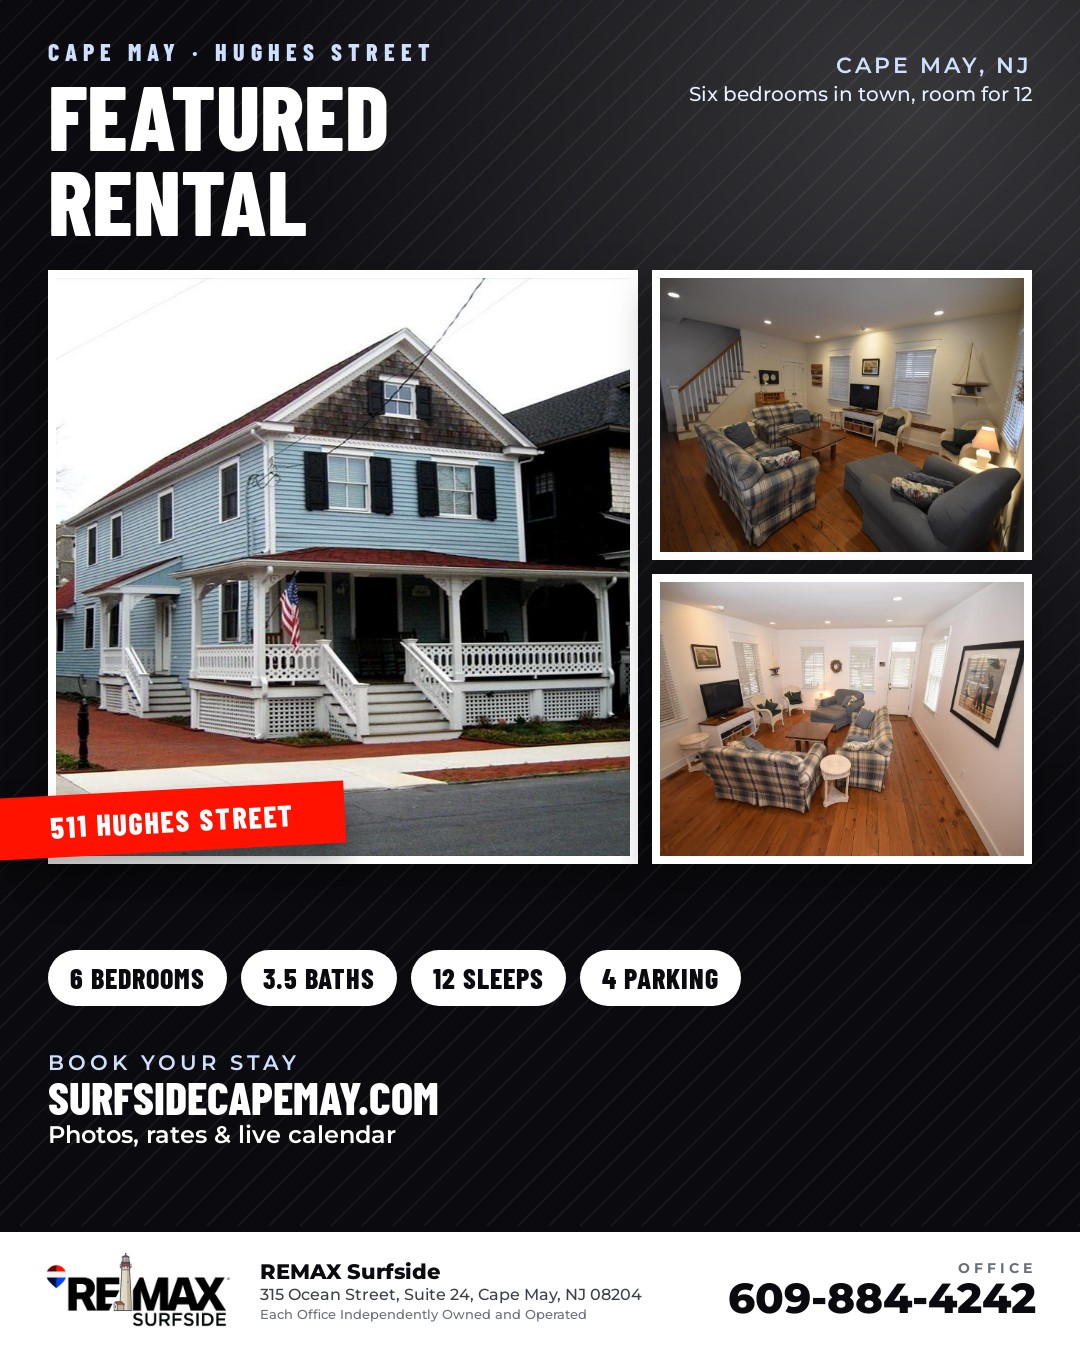 CAPE MAY · HUGHES STREET
FEATURED
RENTAL
CAPE MAY, NJ
Six bedrooms in town, room for 12
511 HUGHES STREET
6 BEDROOMS
3.5 BATHS
12 SLEEPS
4 PARKING
BOOK YOUR STAY
SURFSIDECAPEMAY.COM
Photos, rates & live calendar
RE/MAX
SURFSIDE
REMAX Surfside
315 Ocean Street, Suite 24, Cape May, NJ 08204
Each Office Independently Owned and Operated
OFFICE
609-884-4242